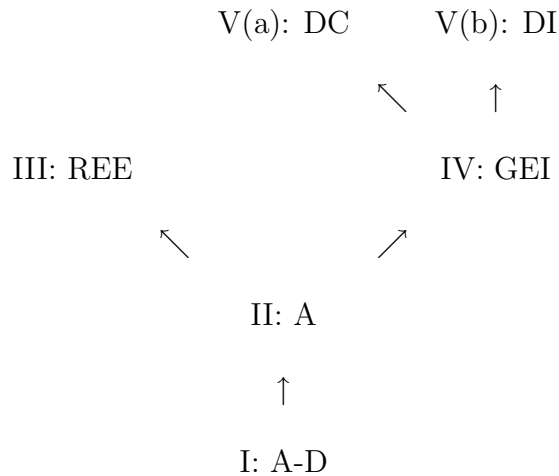 V(a): DC V(b): DI
III: REE IV: GEI
II: A
I: A-D